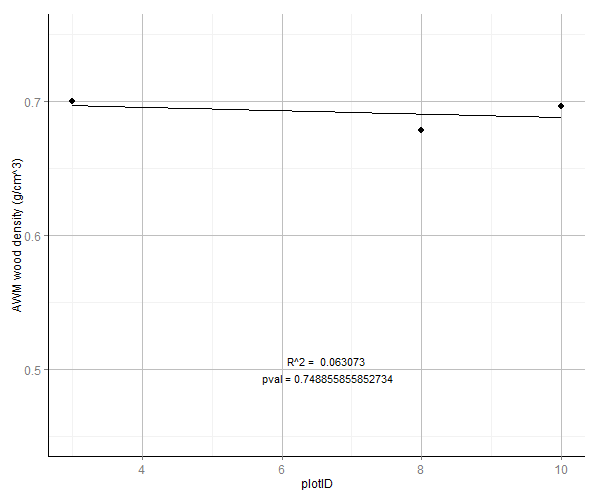 0.7
0.6
0.5
AWM wood density (g/cm^3)
R^2 = 0.063073
pval = 0.748855855852734
4 6 8 10
plotID